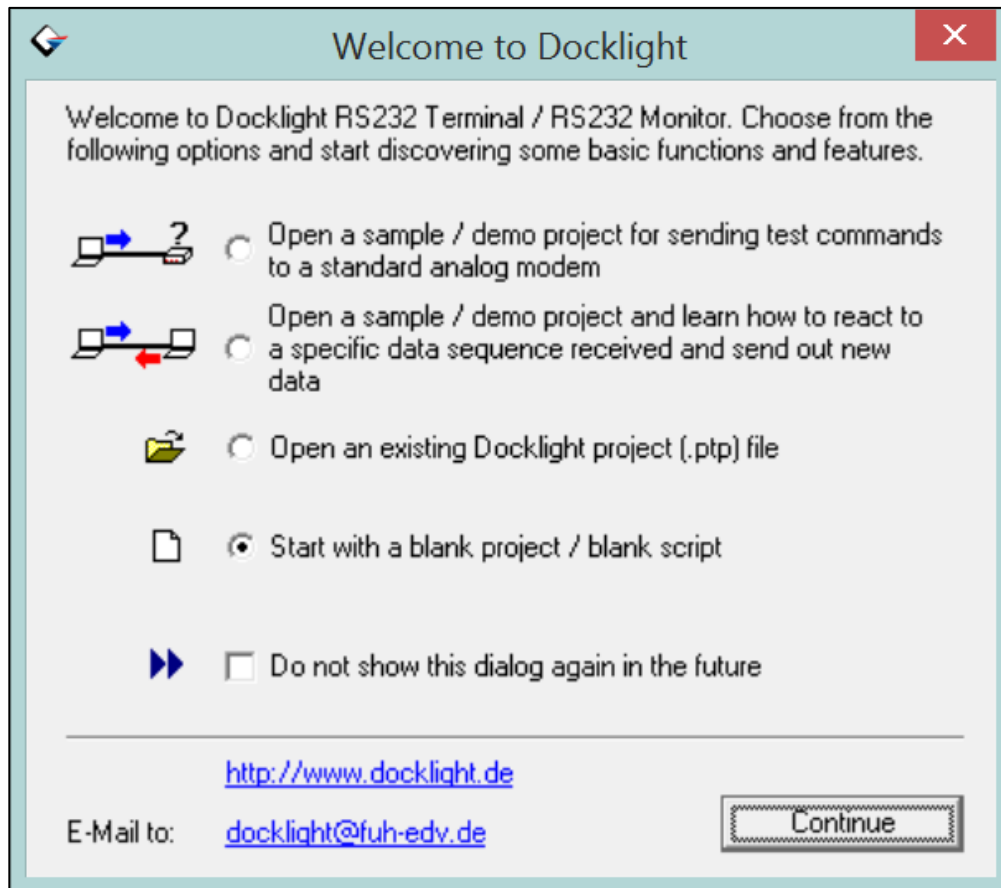 Welcome to Docklight
Welcome to Docklight RS232 Terminal / RS232 Monitor. Choose from the
following options and start discovering some basic functions and features.
?
Open a sample / demo project for sending test commands
to a standard analog modem
Open a sample / demo project and learn how to react to
a specific data sequence received and send out new
data
Open an existing Docklight project (.ptp) file
Start with a blank project / blank script
Do not show this dialog again in the future
http://www.docklight.de
E-Mail to: docklight@fuh-edv.de
Continue